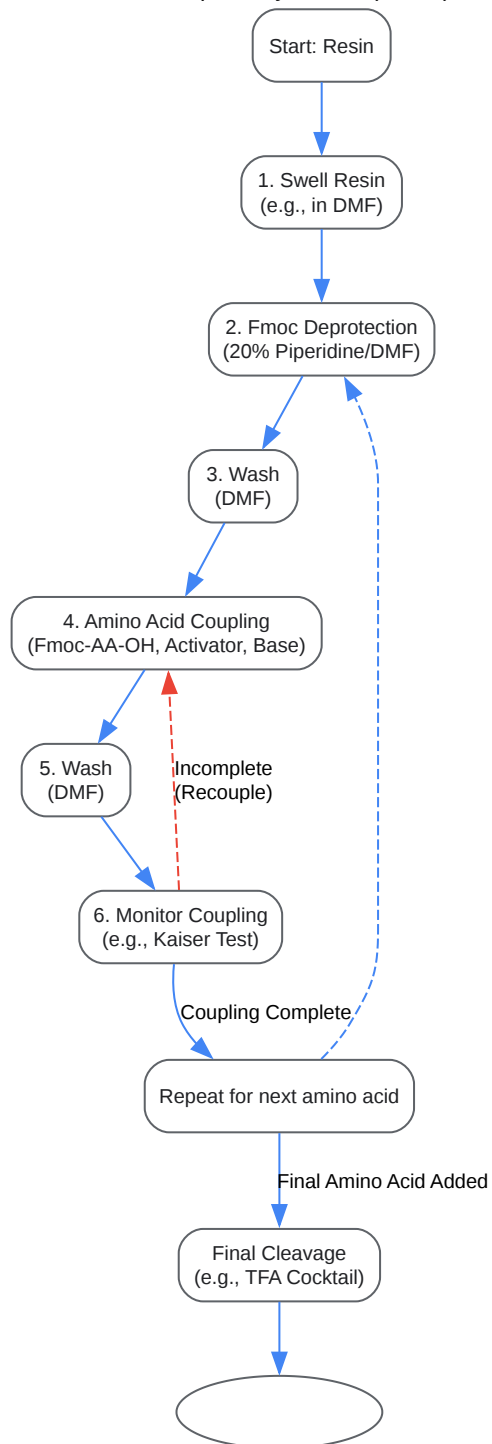 Start: Resin
1. Swell Resin
(e.g., in DMF)
2. Fmoc Deprotection
(20% Piperidine/DMF)
3. Wash
(DMF)
4. Amino Acid Coupling
(Fmoc-AA-OH, Activator, Base)
5. Wash
(DMF)
Incomplete
(Recouple)
6. Monitor Coupling
(e.g., Kaiser Test)
Coupling Complete
Repeat for next amino acid
Final Amino Acid Added
Final Cleavage
(e.g., TFA Cocktail)